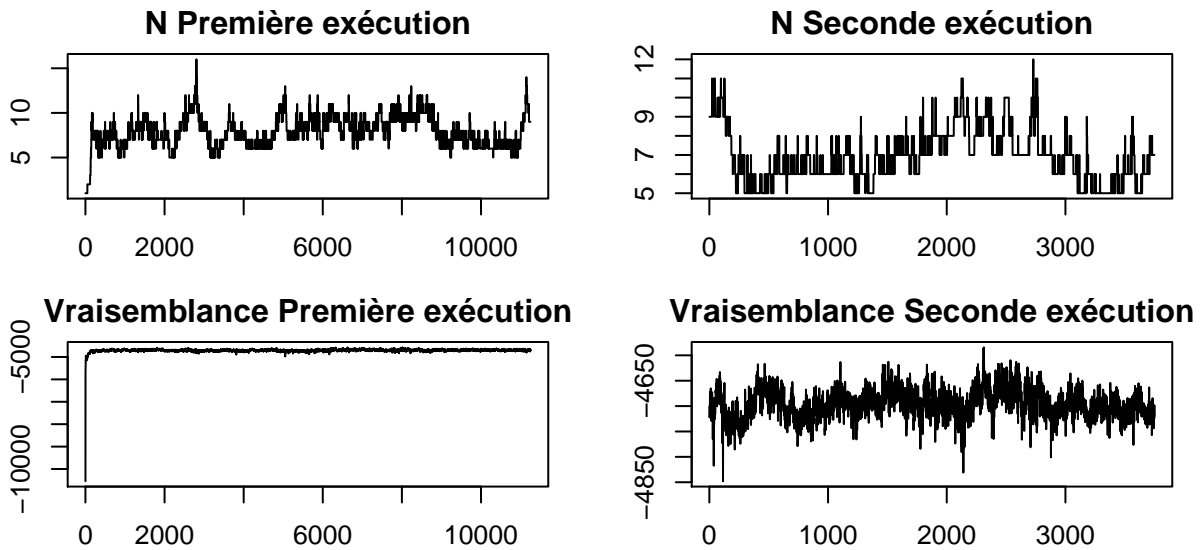 N Première exécution
10
5
0 2000 6000 10000
N Seconde exécution
12
9
7
5
0 1000 2000 3000
Vraisemblance Première exécution
−5000
−10000
0 2000 6000 10000
Vraisemblance Seconde exécution
−4650
−4850
0 1000 2000 3000